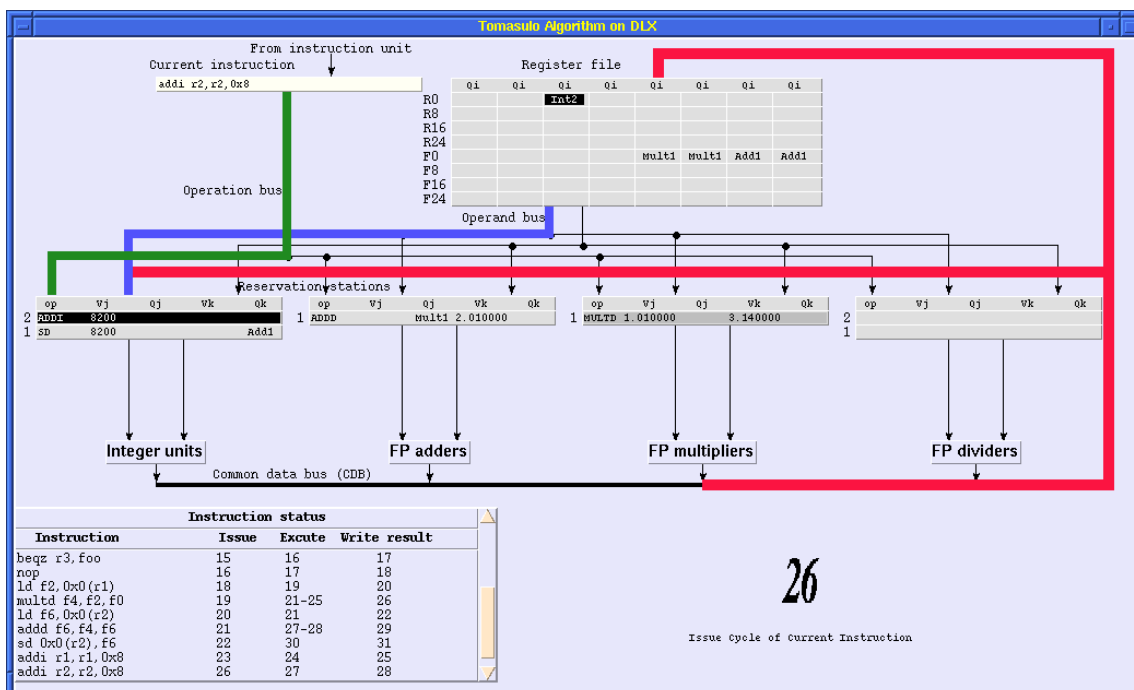 Tomasulo Algorithm on DLX
From instruction unit
Current instruction
addi r2,r2,0x8
Register file
Qi Qi Qi Qi Qi Qi Qi Qi
R0 Int2
R8
R16
R24
F0 Mult1 Mult1 Add1 Add1
F8
F16
F24
Operation bus
Operand bus
Reservation stations
op Vj Qj Vk Qk op Vj Qj Vk Qk op Vj Qj Vk Qk op Vj Qj Vk Qk
2 ADDI 8200 1 ADDD Mult1 2.010000 1 MULTD 1.010000 3.140000 2
1 SD 8200 Add1 1
Integer units FP adders FP multipliers FP dividers
Common data bus (CDB)
Instruction status
Instruction Issue Excute Write result
beqz r3,foo 15 16 17
nop 16 17 18
ld f2,0x0(r1) 18 19 20
multd f4,f2,f0 19 21-25 26
ld f6,0x0(r2) 20 21 22
addd f6,f4,f6 21 27-28 29
sd 0x0(r2),f6 22 30 31
addi r1,r1,0x8 23 24 25
addi r2,r2,0x8 26 27 28
26
Issue Cycle of Current Instruction